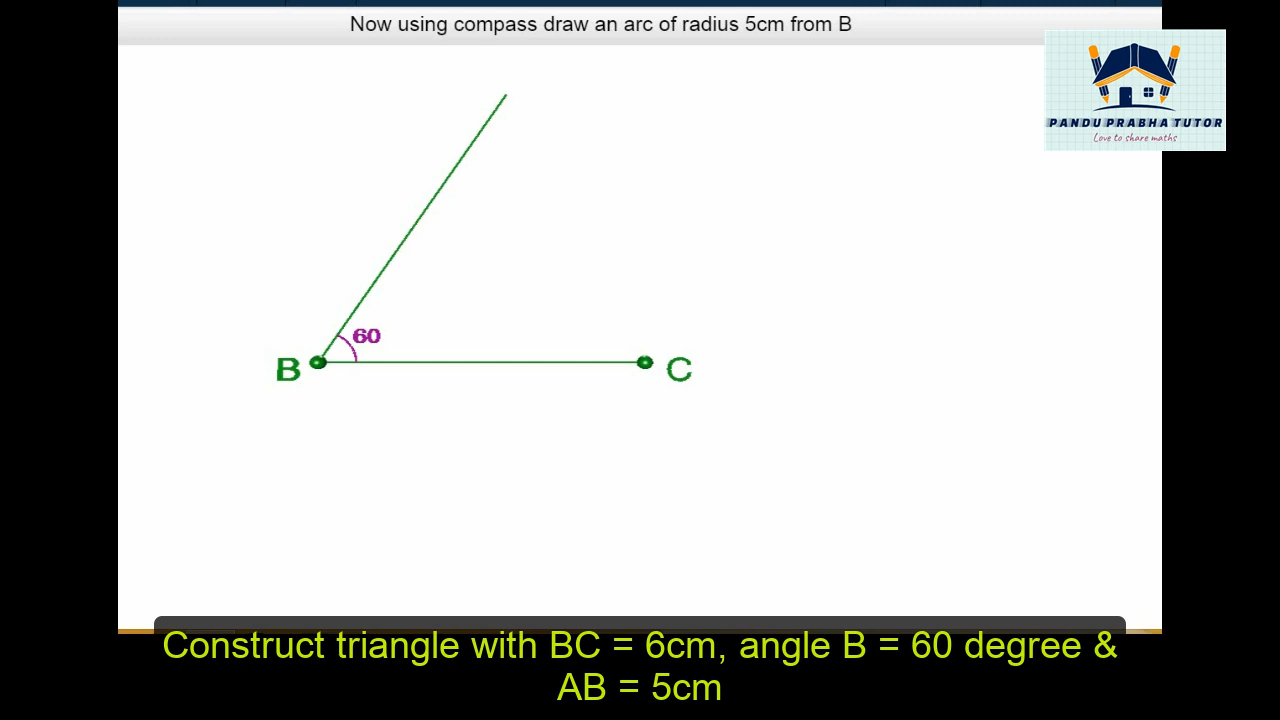 Now using compass draw an arc of radius 5cm from B
PANDU PRABHA TUTOR
Love to share maths
60
B
C
Construct triangle with BC = 6cm, angle B = 60 degree &
AB = 5cm